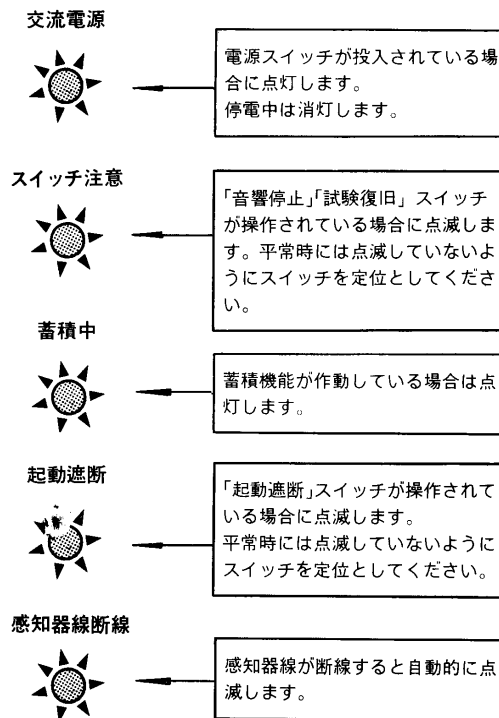 交流電源
電源スイッチが投入されている場
合に点灯します。
停電中は消灯します。
スイッチ注意
「音響停止」「試験復旧」スイッチ
が操作されている場合に点滅しま
す。平常時には点滅していないよ
うにスイッチを定位としてくださ
い。
蓄積中
蓄積機能が作動している場合は点
灯します。
起動遮断
「起動遮断」スイッチが操作されて
いる場合に点滅します。
平常時には点滅していないように
スイッチを定位としてください。
感知器線断線
感知器線が断線すると自動的に点
滅します。